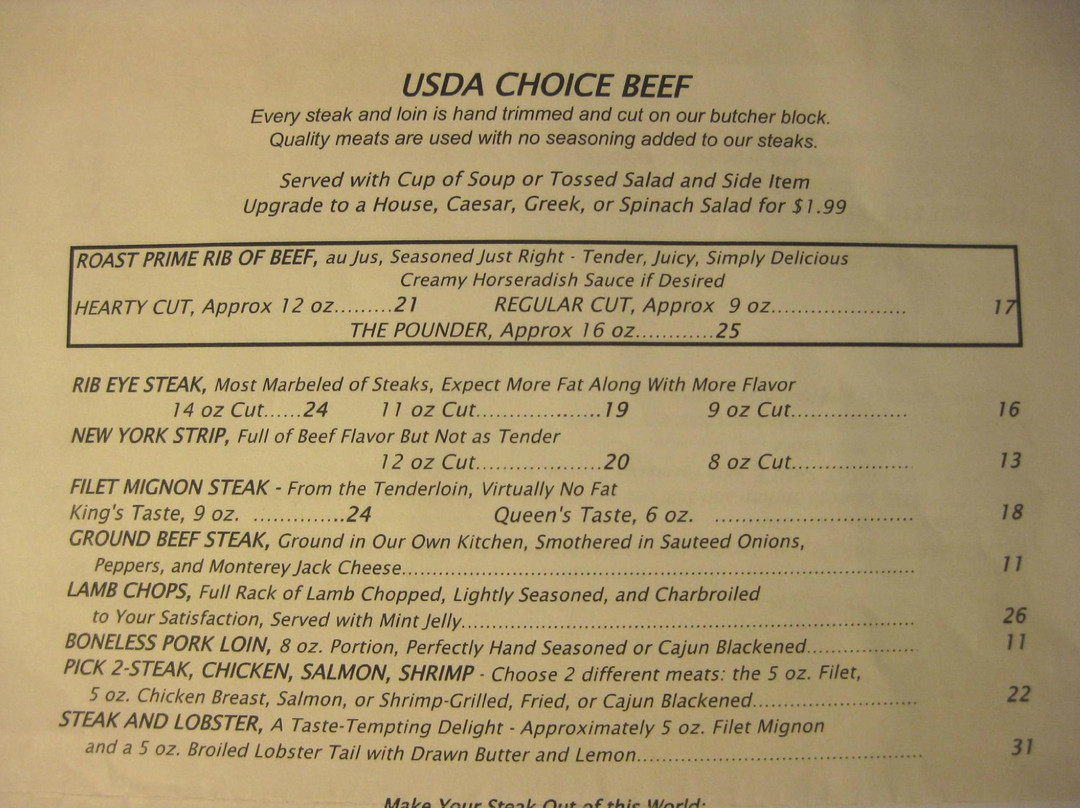 USDA CHOICE BEEF
Every steak and loin is hand trimmed and cut on our butcher block.
Quality meats are used with no seasoning added to our steaks.
Served with Cup of Soup or Tossed Salad and Side Item
Upgrade to a House, Caesar, Greek, or Spinach Salad for $1.99
ROAST PRIME RIB OF BEEF, au Jus, Seasoned Just Right - Tender, Juicy, Simply Delicious
Creamy Horseradish Sauce if Desired
HEARTY CUT, Approx 12 oz.........21 REGULAR CUT, Approx 9 oz...................... 17
THE POUNDER, Approx 16 oz............25
RIB EYE STEAK, Most Marbeled of Steaks, Expect More Fat Along With More Flavor
14 oz Cut......24 11 oz Cut...................19 9 oz Cut.................. 16
NEW YORK STRIP, Full of Beef Flavor But Not as Tender
12 oz Cut...................20 8 oz Cut.................. 13
FILET MIGNON STEAK - From the Tenderloin, Virtually No Fat
King's Taste, 9 oz. ..............24 Queen's Taste, 6 oz. .............................. 18
GROUND BEEF STEAK, Ground in Our Own Kitchen, Smothered in Sauteed Onions,
Peppers, and Monterey Jack Cheese................................................................................ 11
LAMB CHOPS, Full Rack of Lamb Chopped, Lightly Seasoned, and Charbroiled
to Your Satisfaction, Served with Mint Jelly...................................................................... 26
BONELESS PORK LOIN, 8 oz. Portion, Perfectly Hand Seasoned or Cajun Blackened................. 11
PICK 2-STEAK, CHICKEN, SALMON, SHRIMP - Choose 2 different meats: the 5 oz. Filet,
5 oz. Chicken Breast, Salmon, or Shrimp-Grilled, Fried, or Cajun Blackened......................... 22
STEAK AND LOBSTER, A Taste-Tempting Delight - Approximately 5 oz. Filet Mignon
and a 5 oz. Broiled Lobster Tail with Drawn Butter and Lemon............................................ 31
Make Your Steak Out of this World: